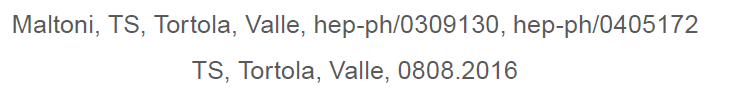 Maltoni, TS, Tortola, Valle, hep-ph/0309130, hep-ph/0405172
TS, Tortola, Valle, 0808.2016